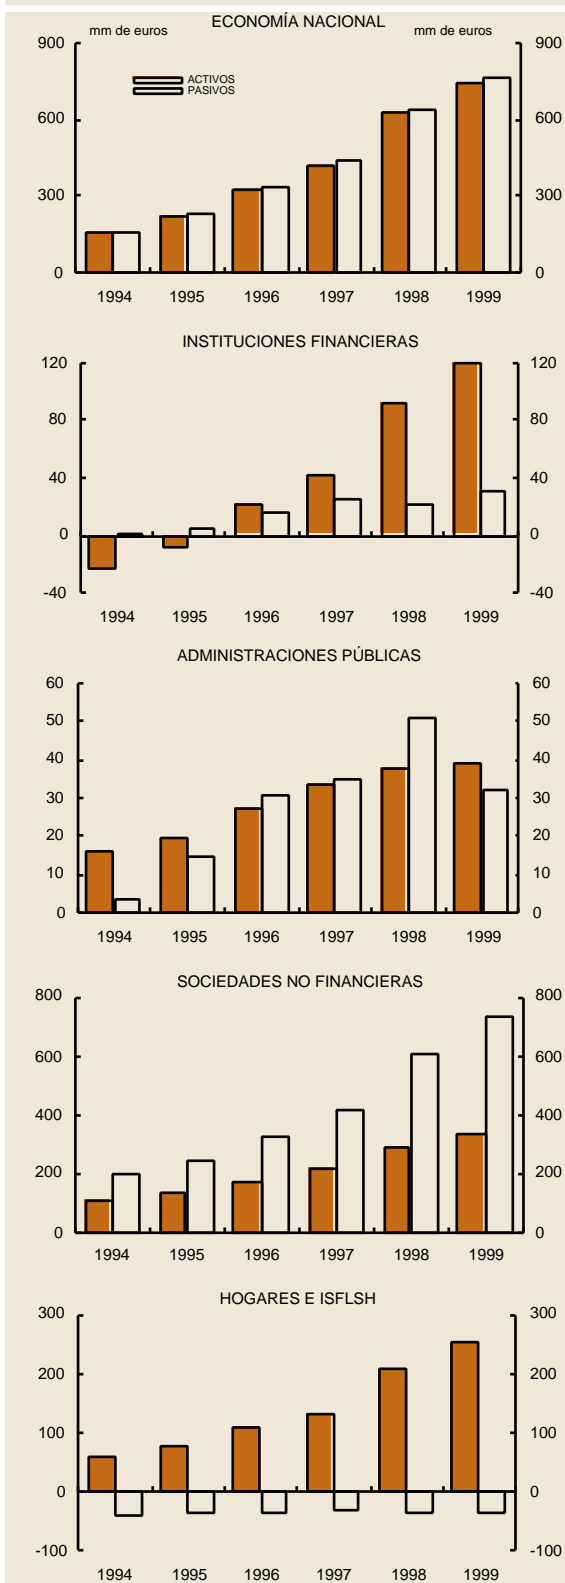 ECONOMÍA NACIONAL
mm de euros mm de euros
900 900
ACTIVOS
PASIVOS
600 600
300 300
0 0
1994 1995 1996 1997 1998 1999
INSTITUCIONES FINANCIERAS
120 120
80 80
40 40
0 0
-40 -40
1994 1995 1996 1997 1998 1999
ADMINISTRACIONES PÚBLICAS
60 60
50 50
40 40
30 30
20 20
10 10
0 0
1994 1995 1996 1997 1998 1999
SOCIEDADES NO FINANCIERAS
800 800
600 600
400 400
200 200
0 0
1994 1995 1996 1997 1998 1999
HOGARES E ISFLSH
300 300
200 200
100 100
0 0
-100 -100
1994 1995 1996 1997 1998 1999